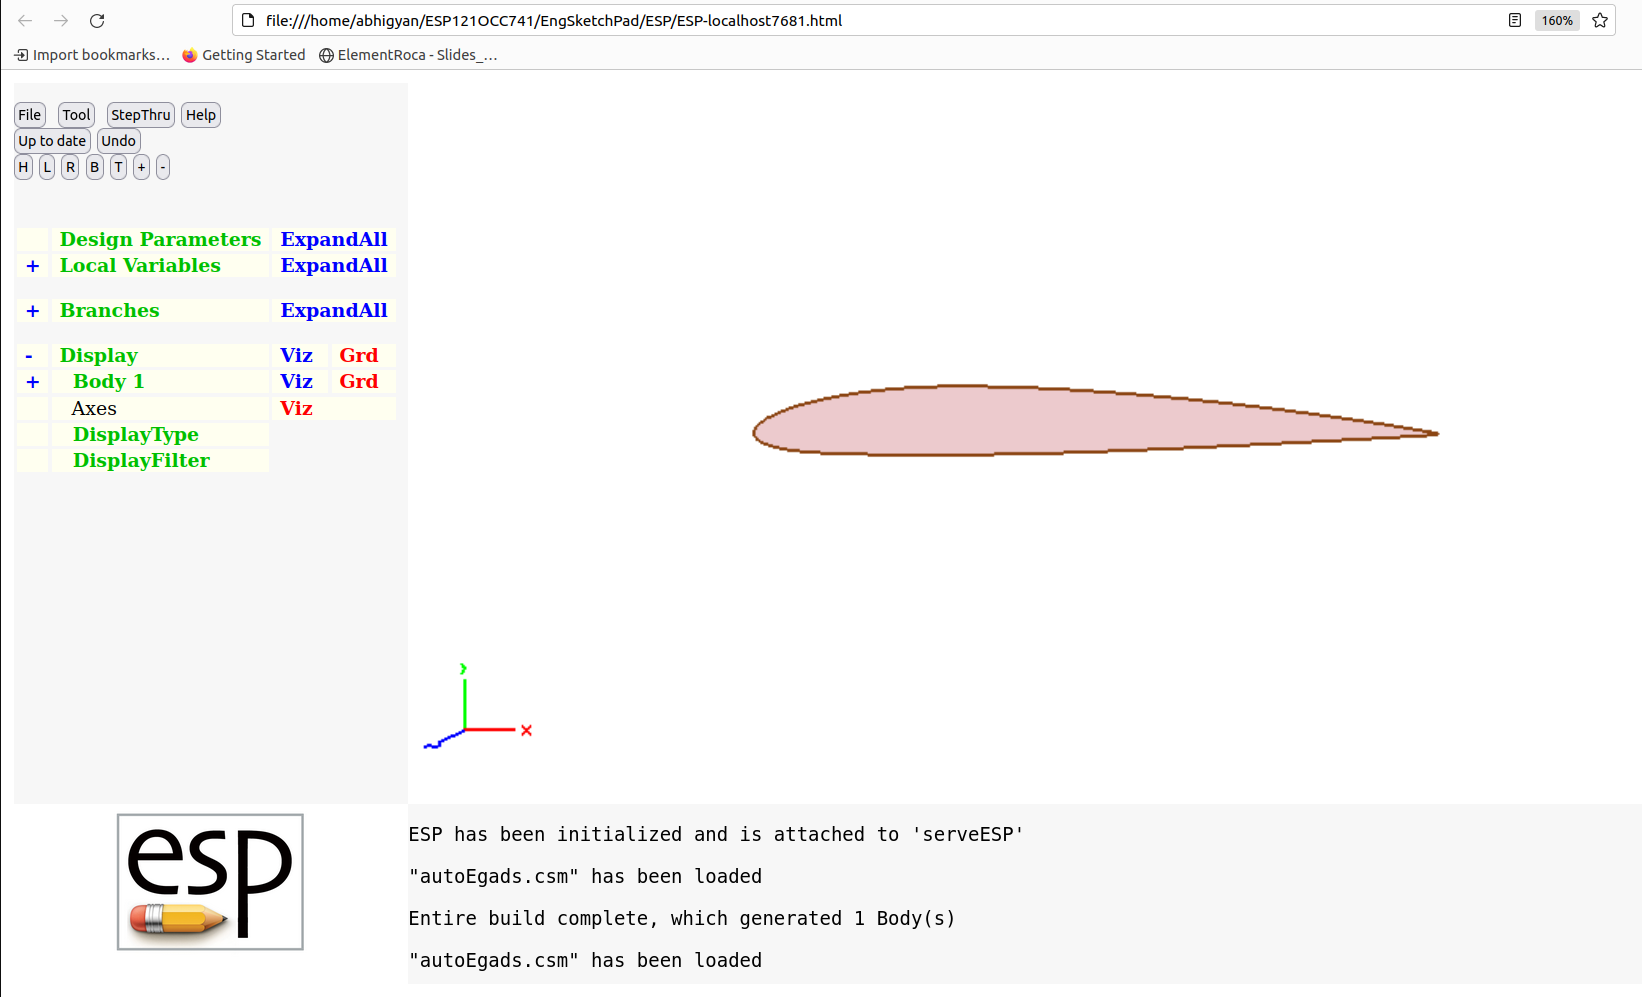 file:///home/abhigyan/ESP121OCC741/EngSketchPad/ESP/ESP-localhost7681.html 160%
Import bookmarks… Getting Started ElementRoca - Slides_…
File Tool StepThru Help
Up to date Undo
H L R B T + -
Design Parameters ExpandAll
+ Local Variables ExpandAll
+ Branches ExpandAll
- Display Viz Grd
+ Body 1 Viz Grd
Axes Viz
DisplayType
DisplayFilter
y
x
z
esp
ESP has been initialized and is attached to 'serveESP'
"autoEgads.csm" has been loaded
Entire build complete, which generated 1 Body(s)
"autoEgads.csm" has been loaded